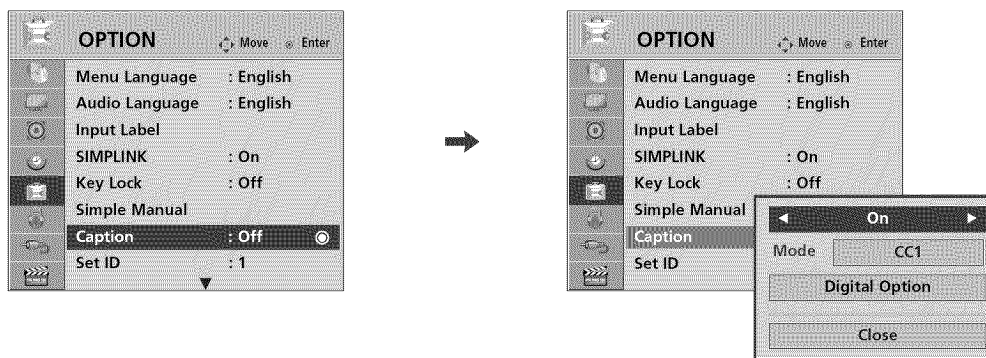 OPTION Move Enter
Menu Language : English
Audio Language : English
Input Label
SIMPLINK : On
Key Lock : Off
Simple Manual
Caption : Off
Set ID : 1
OPTION Move Enter
Menu Language : English
Audio Language : English
Input Label
SIMPLINK : On
Key Lock : Off
Simple Manual
Caption
Set ID
On
Mode CC1
Digital Option
Close